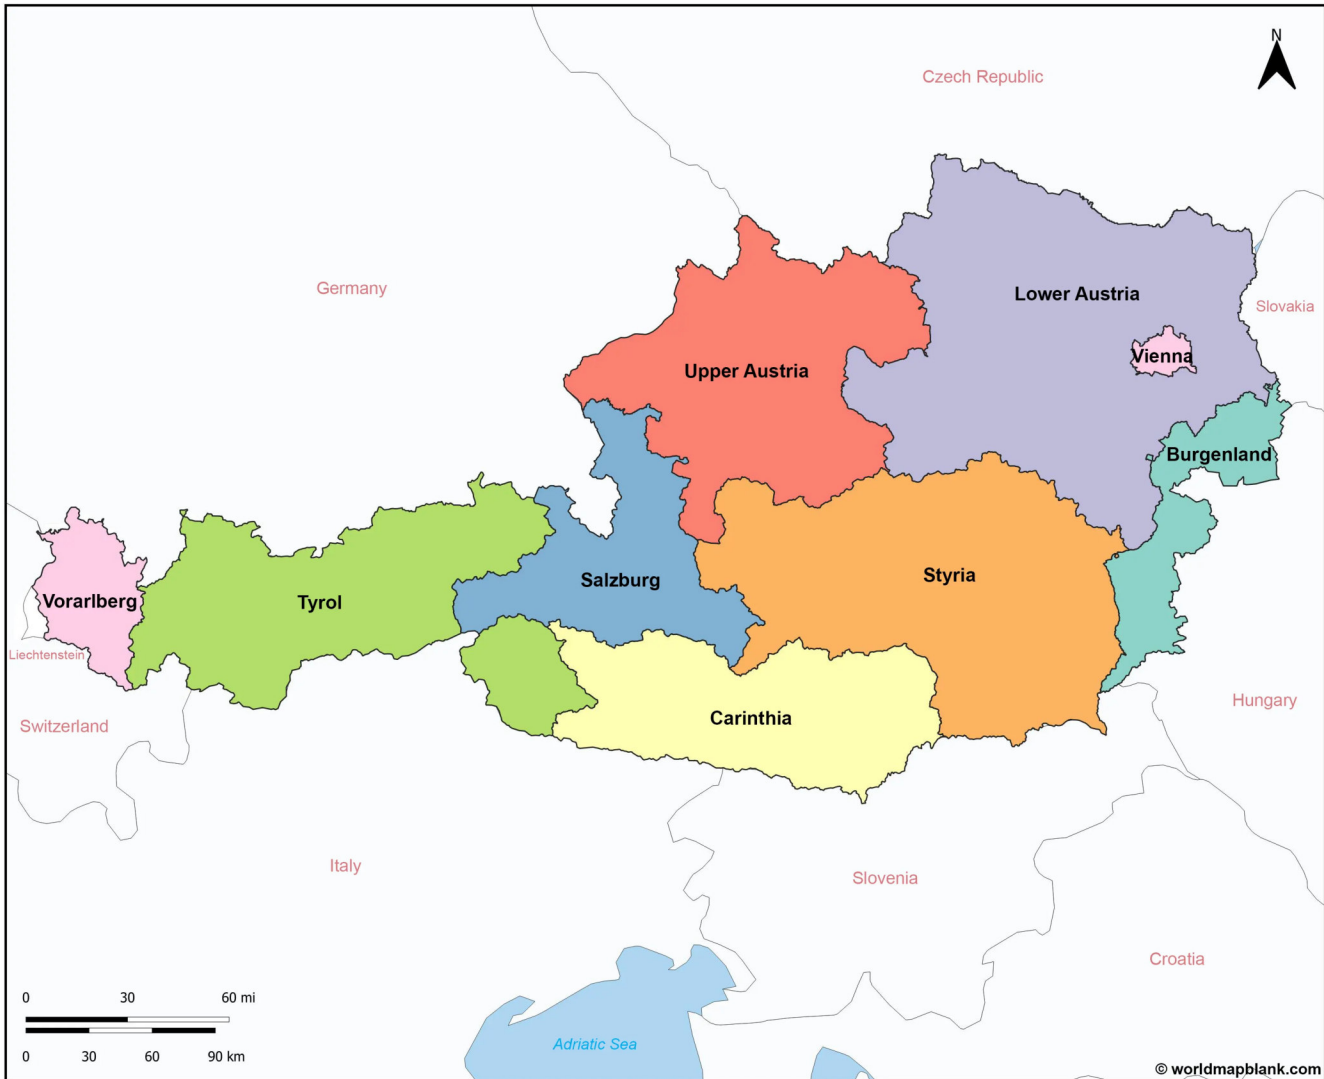 N
Czech Republic
Germany
Lower Austria
Slovakia
Vienna
Upper Austria
Burgenland
Styria
Salzburg
Vorarlberg
Tyrol
Liechtenstein
Hungary
Carinthia
Switzerland
Italy
Slovenia
Croatia
0 30 60 mi
Adriatic Sea
0 30 60 90 km
© worldmapblank.com